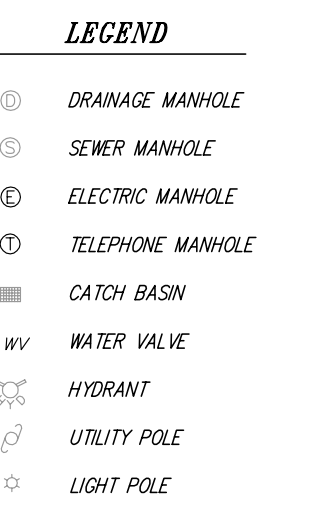 LEGEND
D DRAINAGE MANHOLE
S SEWER MANHOLE
E ELECTRIC MANHOLE
T TELEPHONE MANHOLE
CATCH BASIN
WV WATER VALVE
HYDRANT
UTILITY POLE
LIGHT POLE